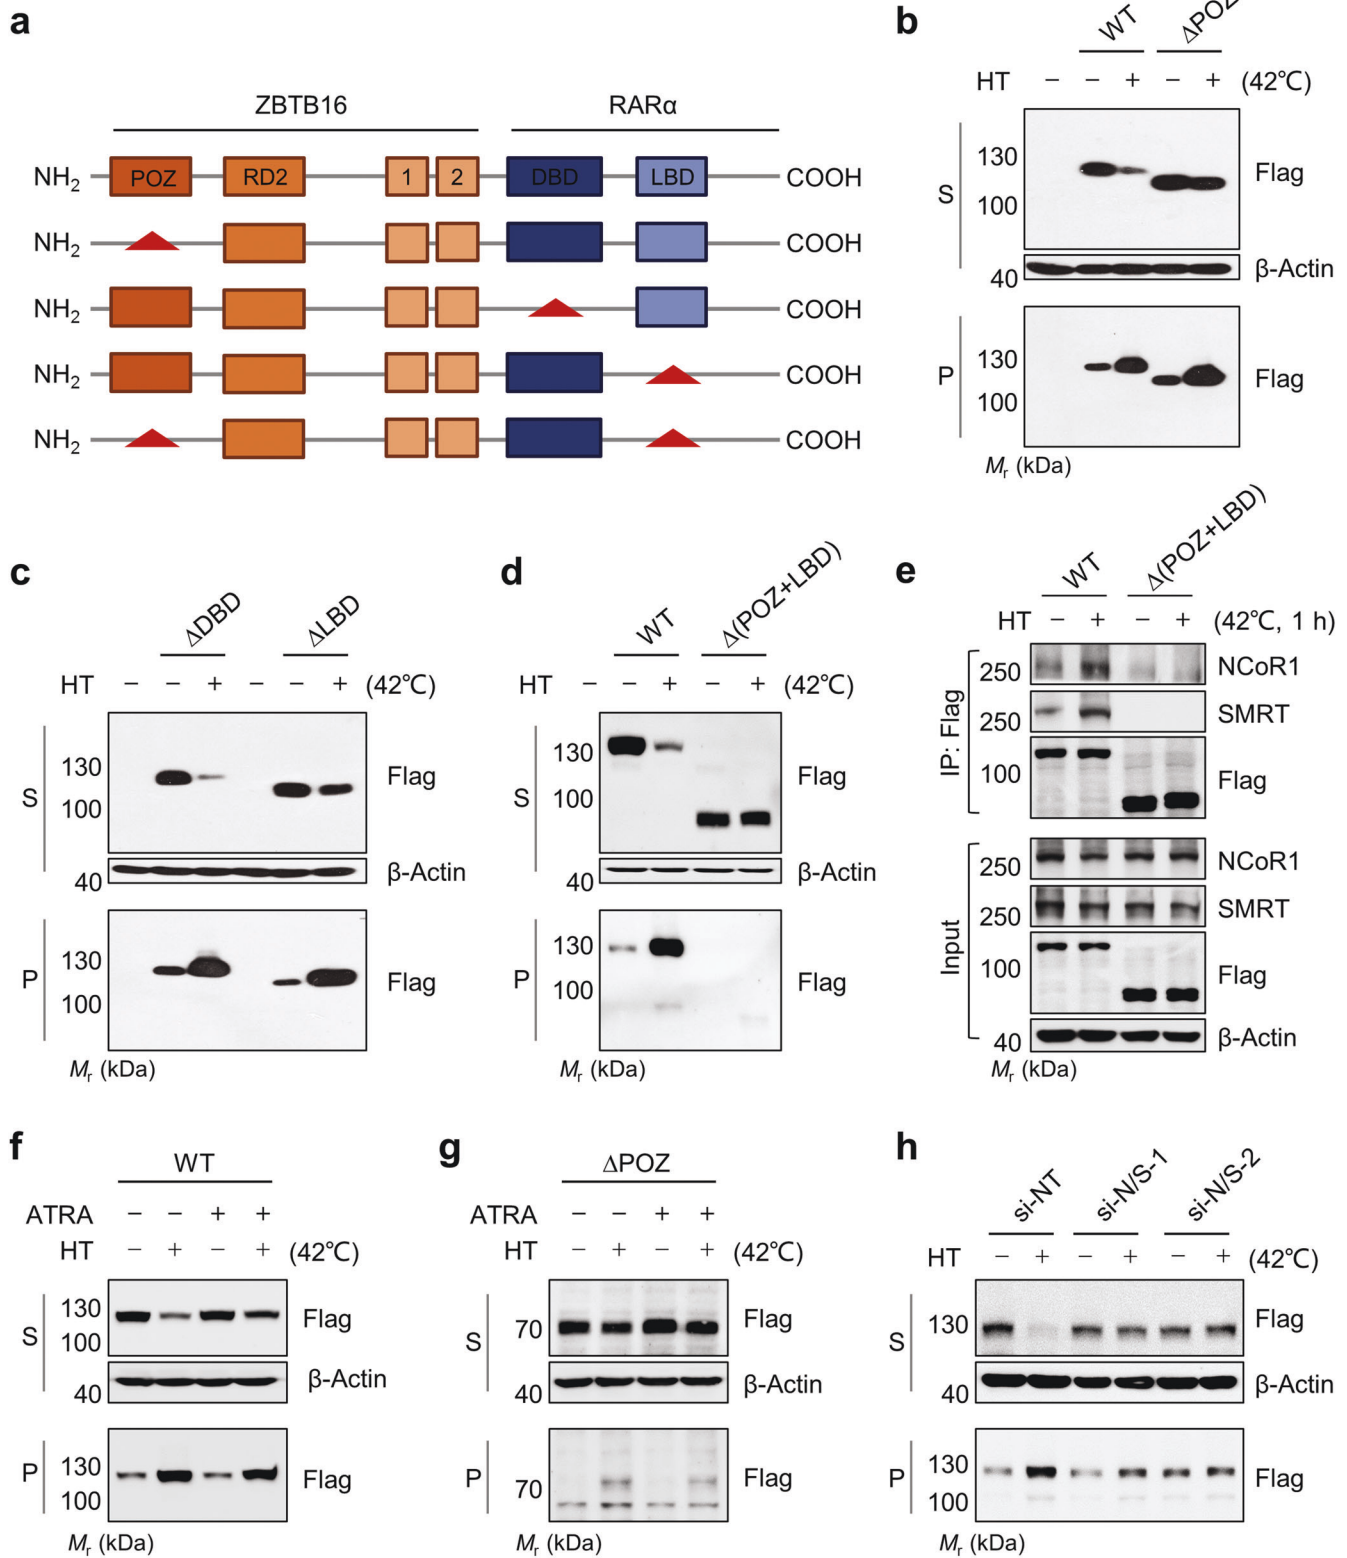 a
ZBTB16 RARα
NH2 POZ RD2 1 2 DBD LBD COOH
NH2 COOH
NH2 COOH
NH2 COOH
NH2 COOH
b
WT ΔPOZ
HT − − + − + (42℃)
S
130
100
Flag
40
β-Actin
P
130
100
Flag
Mr (kDa)
c
ΔDBD ΔLBD
HT − − + − − + (42℃)
S
130
100
Flag
40
β-Actin
P
130
100
Flag
Mr (kDa)
d
WT Δ(POZ+LBD)
HT − − + − + (42℃)
S
130
100
Flag
40
β-Actin
P
130
100
Flag
Mr (kDa)
e
WT Δ(POZ+LBD)
HT − + − + (42℃, 1 h)
IP: Flag
250 NCoR1
250 SMRT
100 Flag
Input
250 NCoR1
250 SMRT
100 Flag
40 β-Actin
Mr (kDa)
f
WT
ATRA − − + +
HT − + − + (42℃)
S
130
100
Flag
40
β-Actin
P
130
100
Flag
Mr (kDa)
g
ΔPOZ
ATRA − − + +
HT − + − + (42℃)
S
70 Flag
40 β-Actin
P
70 Flag
Mr (kDa)
h
si-NT si-N/S-1 si-N/S-2
HT − + − + − + (42℃)
S
130 Flag
40 β-Actin
P
130
100
Flag
Mr (kDa)